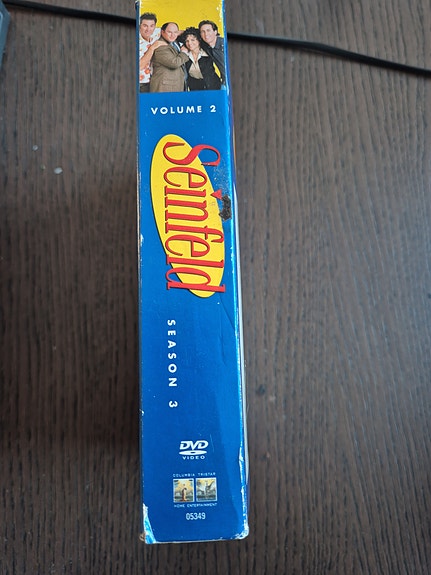 VOLUME 2
Seinfeld
SEASON 3
DVD
VIDEO
COLUMBIA TRISTAR
HOME ENTERTAINMENT
05349